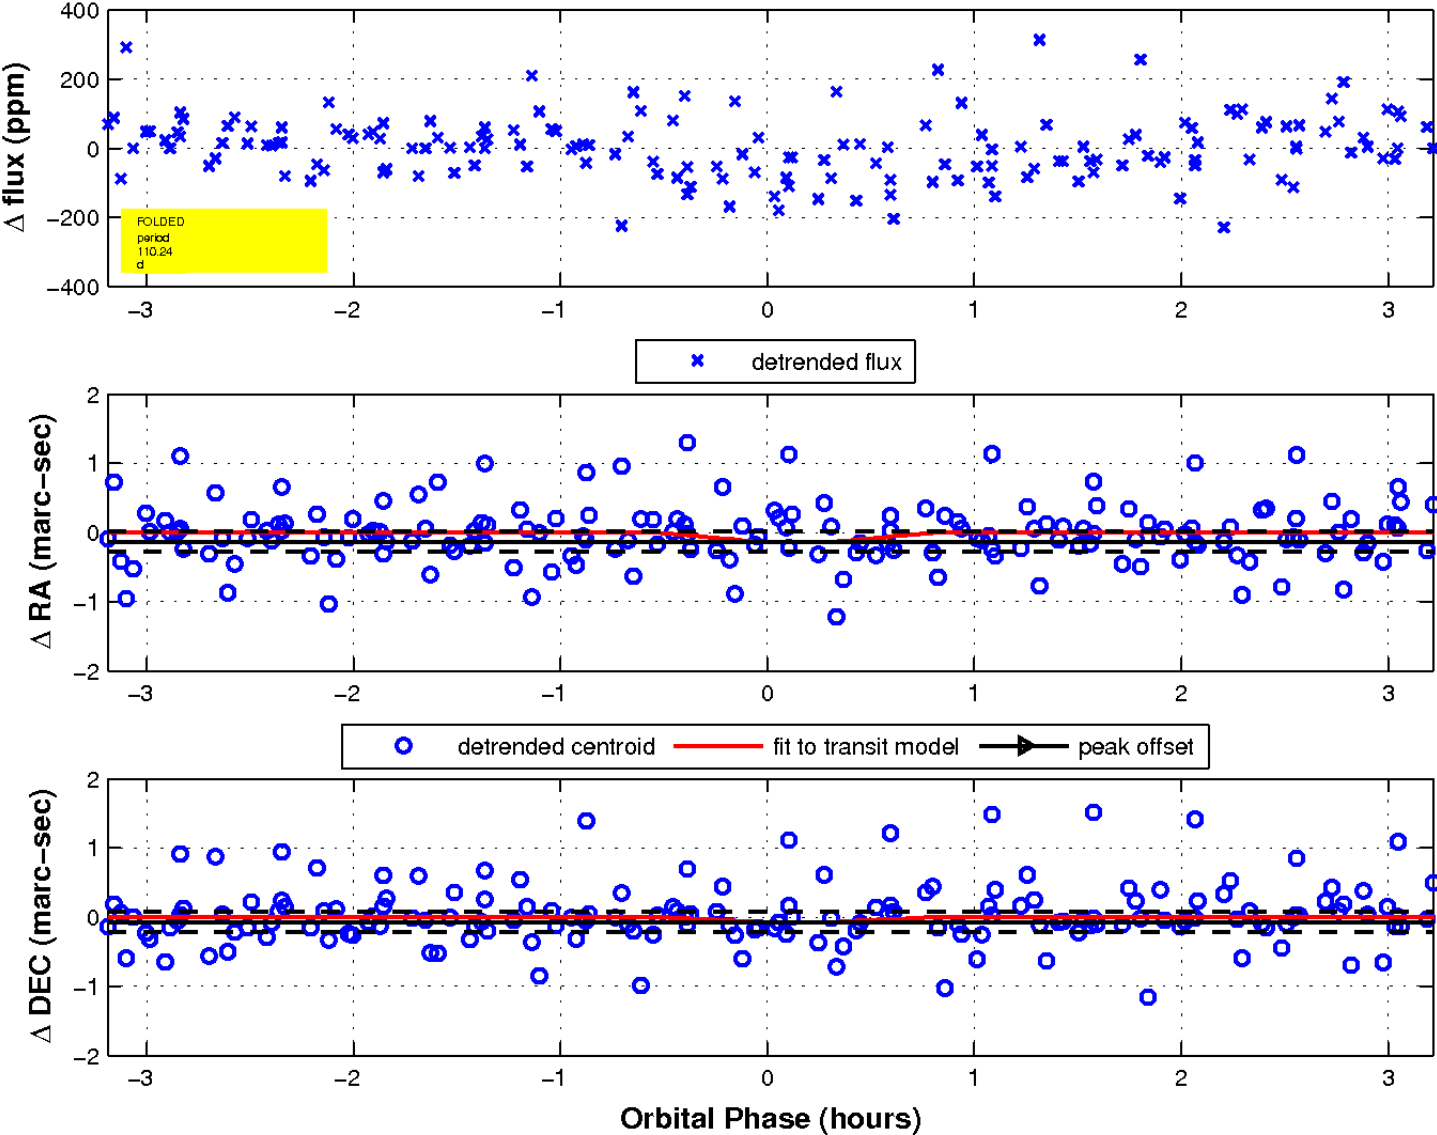 400
200
0
−200
−400
Δ flux (ppm)
FOLDED
period
110.24
d
−3 −2 −1 0 1 2 3
detrended flux
2
1
0
−1
−2
Δ RA (marc−sec)
−3 −2 −1 0 1 2 3
detrended centroid fit to transit model peak offset
2
1
0
−1
−2
Δ DEC (marc−sec)
−3 −2 −1 0 1 2 3
Orbital Phase (hours)